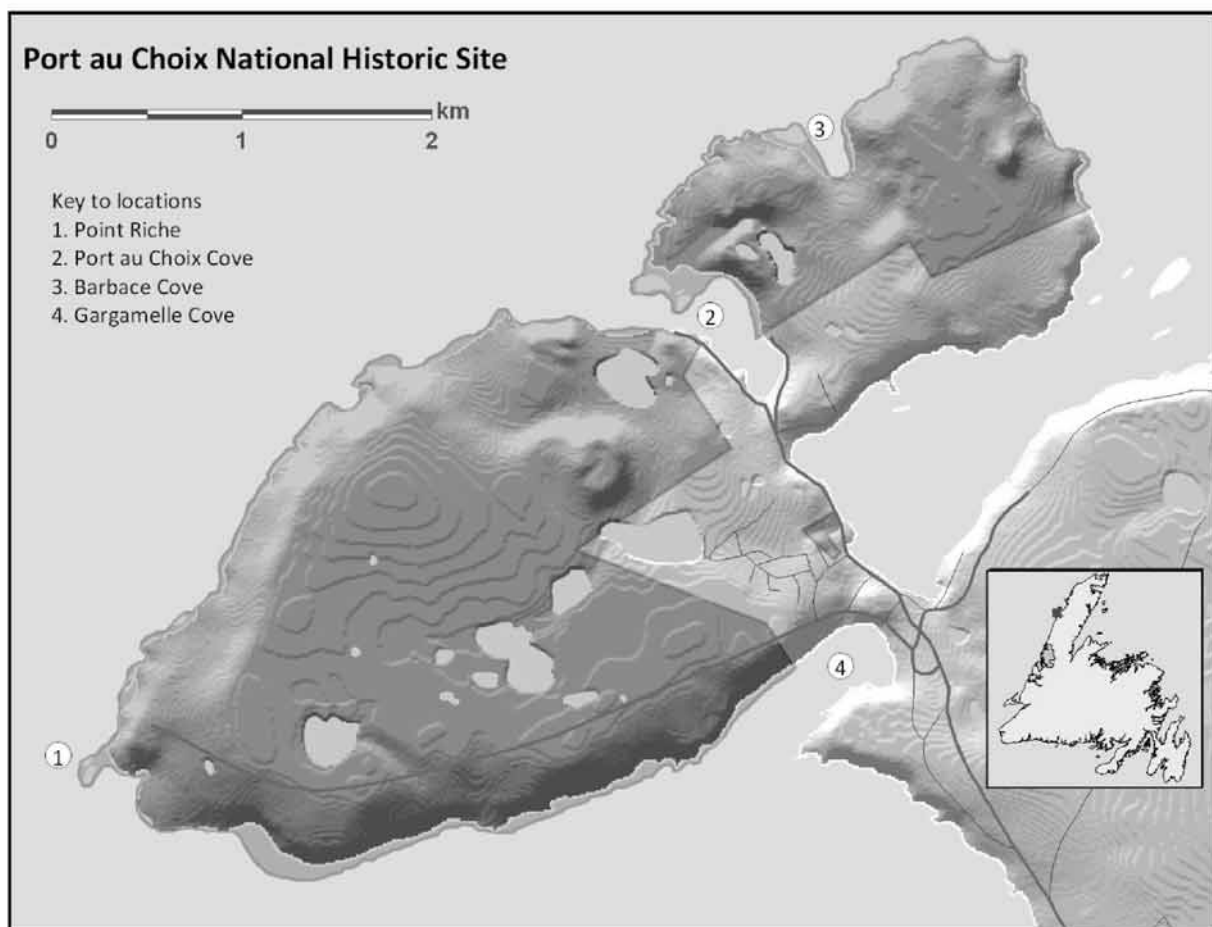 Port au Choix National Historic Site
km
0 1 2
Key to locations
1. Point Riche
2. Port au Choix Cove
3. Barbace Cove
4. Gargamelle Cove
3
2
4
1